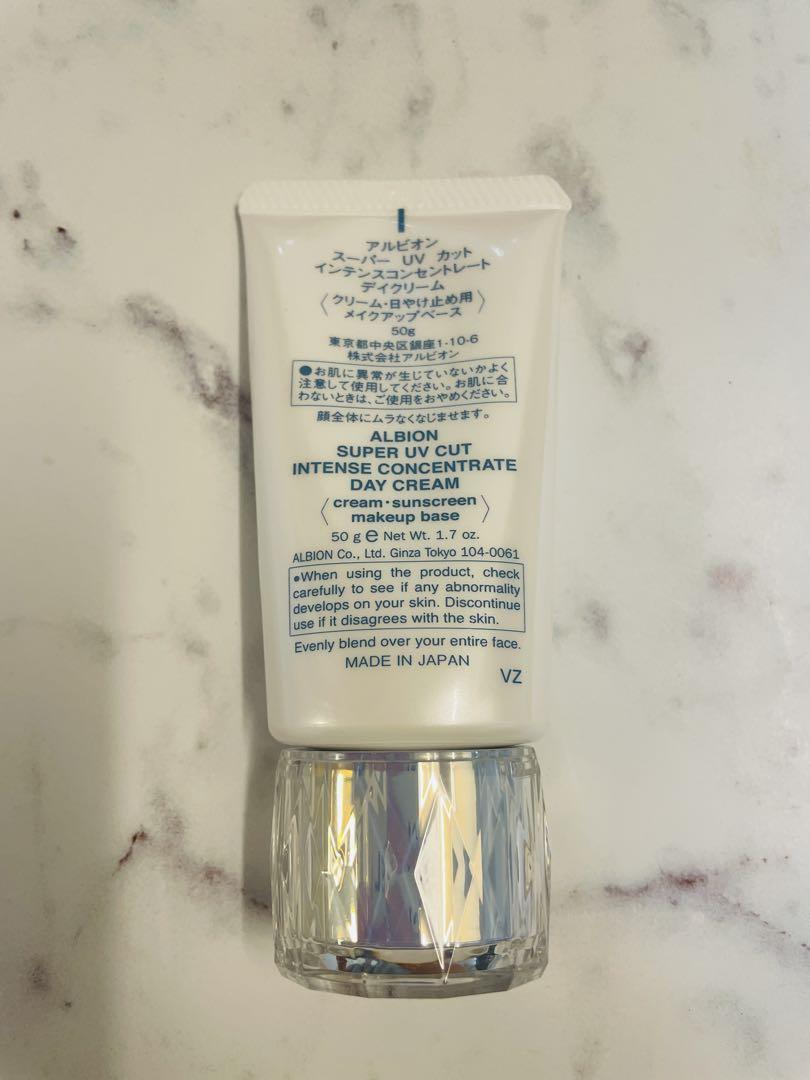 アルビオン
スーパー UV カット
インテンスコンセントレート
デイクリーム
〈クリーム・日やけ止め用
メイクアップベース〉
50g
東京都中央区銀座1-10-6
株式会社アルビオン
●お肌に異常が生じていないかよく
注意して使用してください。お肌に合
わないときは、ご使用をおやめください。
顔全体にムラなくなじませます。
ALBION
SUPER UV CUT
INTENSE CONCENTRATE
DAY CREAM
〈cream・sunscreen
makeup base〉
50 g e Net Wt. 1.7 oz.
ALBION Co., Ltd. Ginza Tokyo 104-0061
●When using the product, check
carefully to see if any abnormality
develops on your skin. Discontinue
use if it disagrees with the skin.
Evenly blend over your entire face.
MADE IN JAPAN
VZ